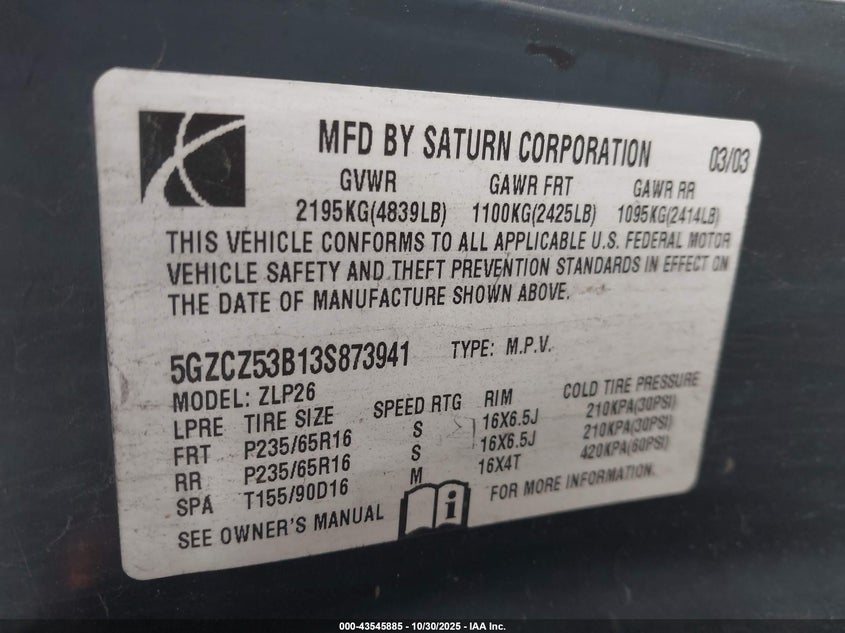 MFD BY SATURN CORPORATION 03/03
GVWR GAWR FRT GAWR RR
2195KG(4839LB) 1100KG(2425LB) 1095KG(2414LB)
THIS VEHICLE CONFORMS TO ALL APPLICABLE U.S. FEDERAL MOTOR
VEHICLE SAFETY AND THEFT PREVENTION STANDARDS IN EFFECT ON
THE DATE OF MANUFACTURE SHOWN ABOVE.
5GZCZ53B13S873941 TYPE: M.P.V.
MODEL: ZLP26
LPRE TIRE SIZE SPEED RTG RIM COLD TIRE PRESSURE
FRT P235/65R16 S 16X6.5J 210KPA(30PSI)
RR P235/65R16 S 16X6.5J 210KPA(30PSI)
SPA T155/90D16 M 16X4T 420KPA(60PSI)
SEE OWNER'S MANUAL i FOR MORE INFORMATION.
000-43545885 - 10/30/2025 - IAA Inc.